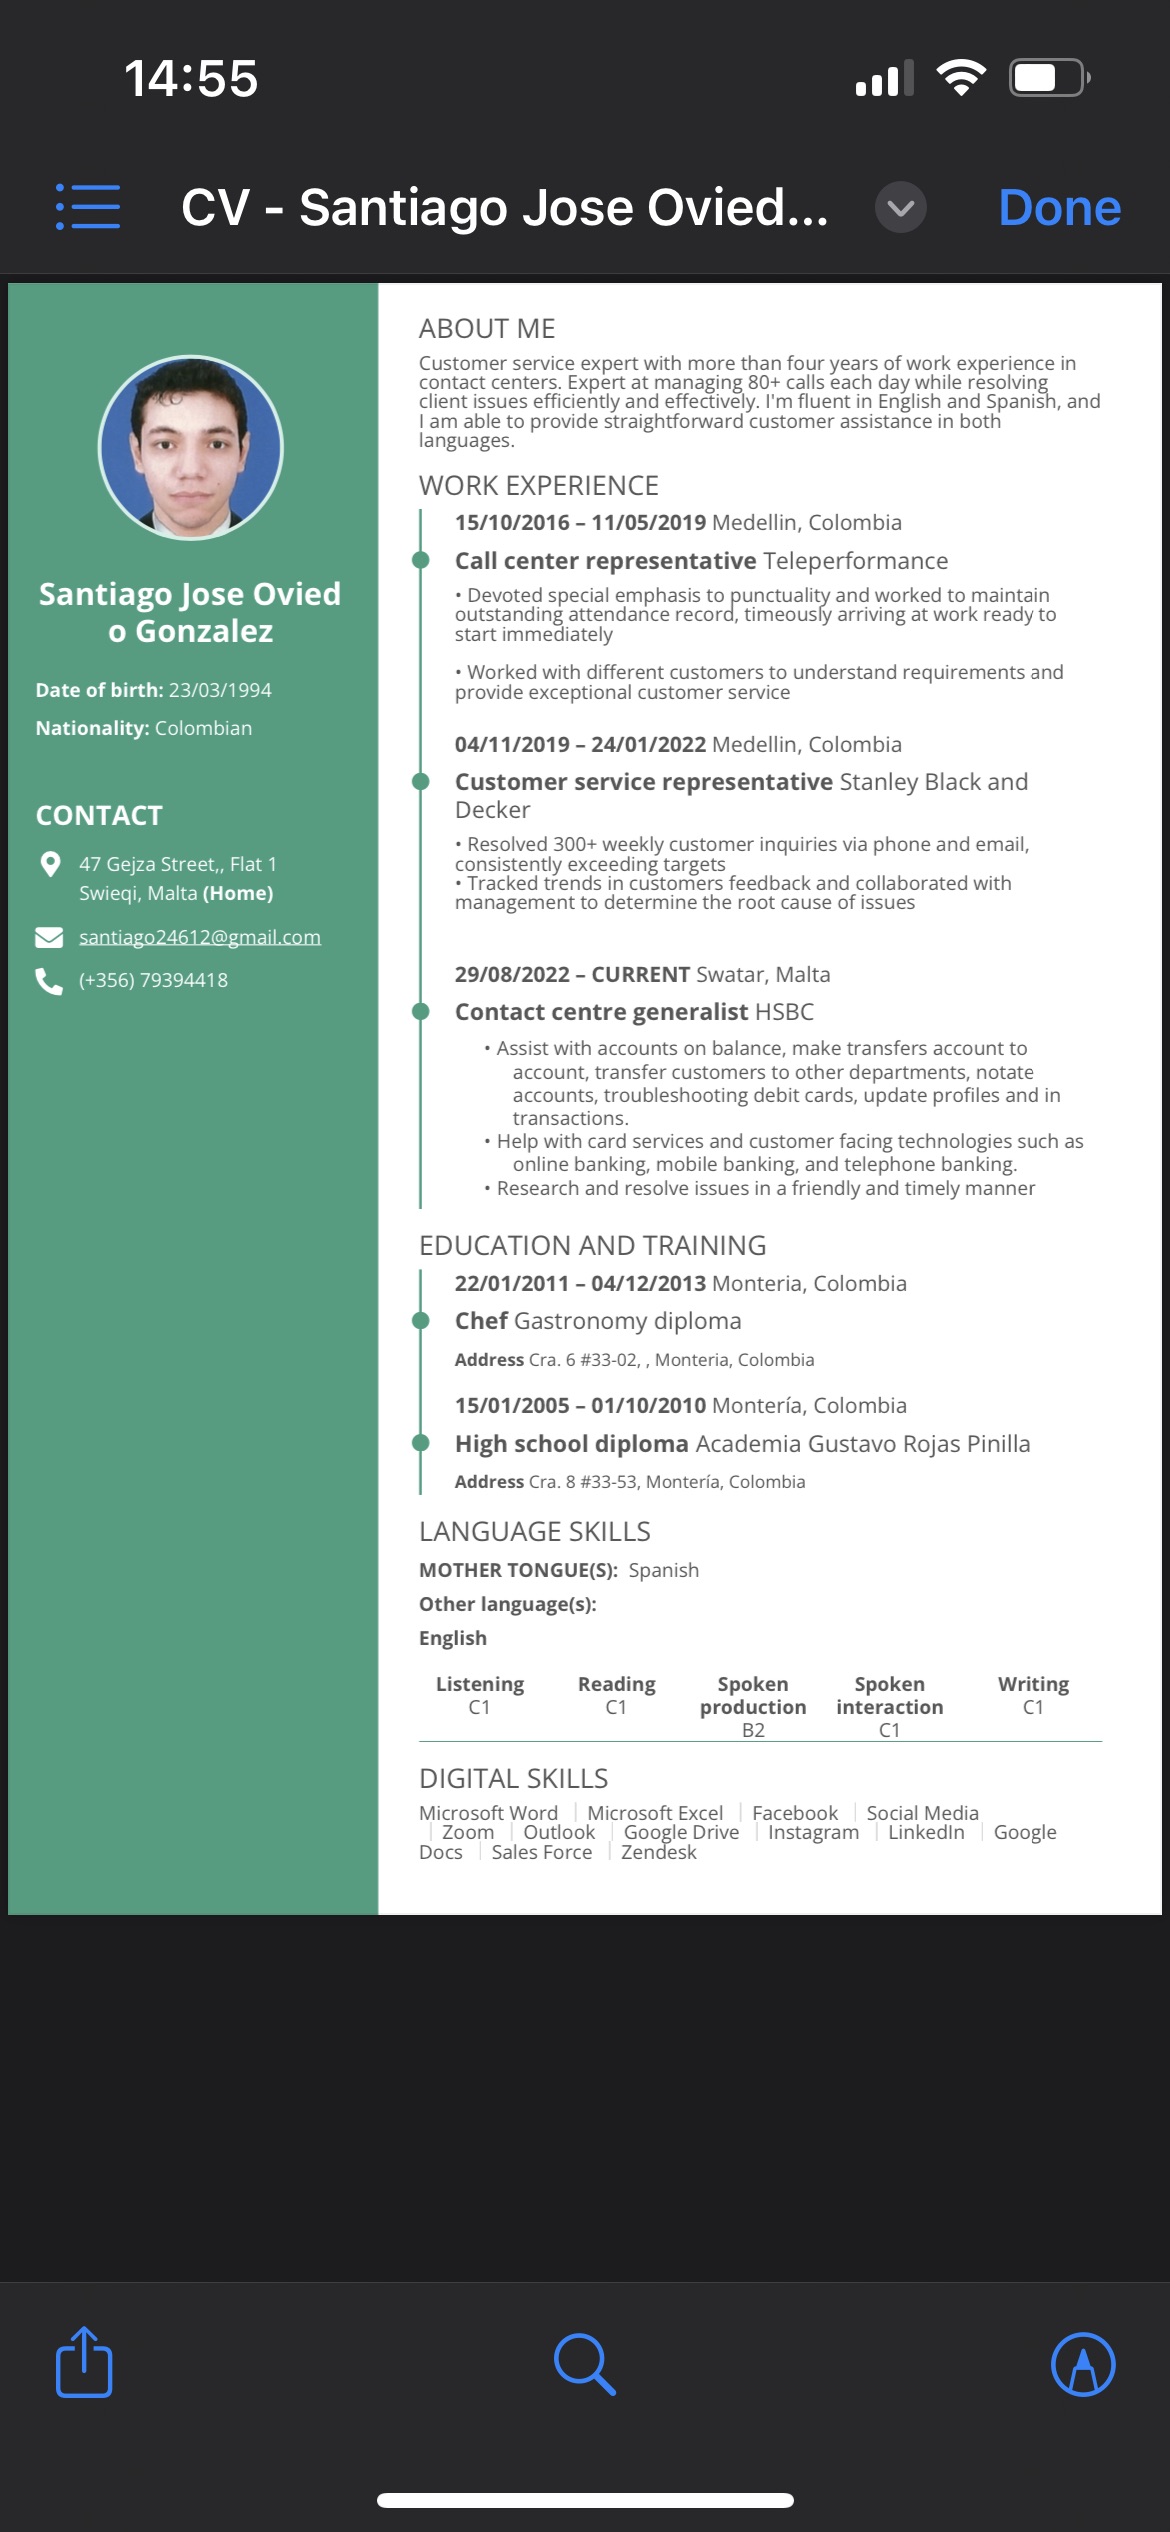 14:55
CV - Santiago Jose Ovied...
Done
Santiago Jose Ovied
o Gonzalez
Date of birth: 23/03/1994
Nationality: Colombian
CONTACT
47 Gejza Street,, Flat 1
Swieqi, Malta (Home)
santiago24612@gmail.com
(+356) 79394418
ABOUT ME
Customer service expert with more than four years of work experience in
contact centers. Expert at managing 80+ calls each day while resolving
client issues efficiently and effectively. I'm fluent in English and Spanish, and
I am able to provide straightforward customer assistance in both
languages.
WORK EXPERIENCE
15/10/2016 – 11/05/2019 Medellin, Colombia
Call center representative Teleperformance
• Devoted special emphasis to punctuality and worked to maintain
outstanding attendance record, timeously arriving at work ready to
start immediately
• Worked with different customers to understand requirements and
provide exceptional customer service
04/11/2019 – 24/01/2022 Medellin, Colombia
Customer service representative Stanley Black and
Decker
• Resolved 300+ weekly customer inquiries via phone and email,
consistently exceeding targets
• Tracked trends in customers feedback and collaborated with
management to determine the root cause of issues
29/08/2022 – CURRENT Swatar, Malta
Contact centre generalist HSBC
• Assist with accounts on balance, make transfers account to
account, transfer customers to other departments, notate
accounts, troubleshooting debit cards, update profiles and in
transactions.
• Help with card services and customer facing technologies such as
online banking, mobile banking, and telephone banking.
• Research and resolve issues in a friendly and timely manner
EDUCATION AND TRAINING
22/01/2011 – 04/12/2013 Monteria, Colombia
Chef Gastronomy diploma
Address Cra. 6 #33-02, , Monteria, Colombia
15/01/2005 – 01/10/2010 Montería, Colombia
High school diploma Academia Gustavo Rojas Pinilla
Address Cra. 8 #33-53, Montería, Colombia
LANGUAGE SKILLS
MOTHER TONGUE(S): Spanish
Other language(s):
English
Listening Reading Spoken production Spoken interaction Writing
C1 C1 B2 C1 C1
DIGITAL SKILLS
Microsoft Word | Microsoft Excel | Facebook | Social Media
| Zoom | Outlook | Google Drive | Instagram | LinkedIn | Google
Docs | Sales Force | Zendesk